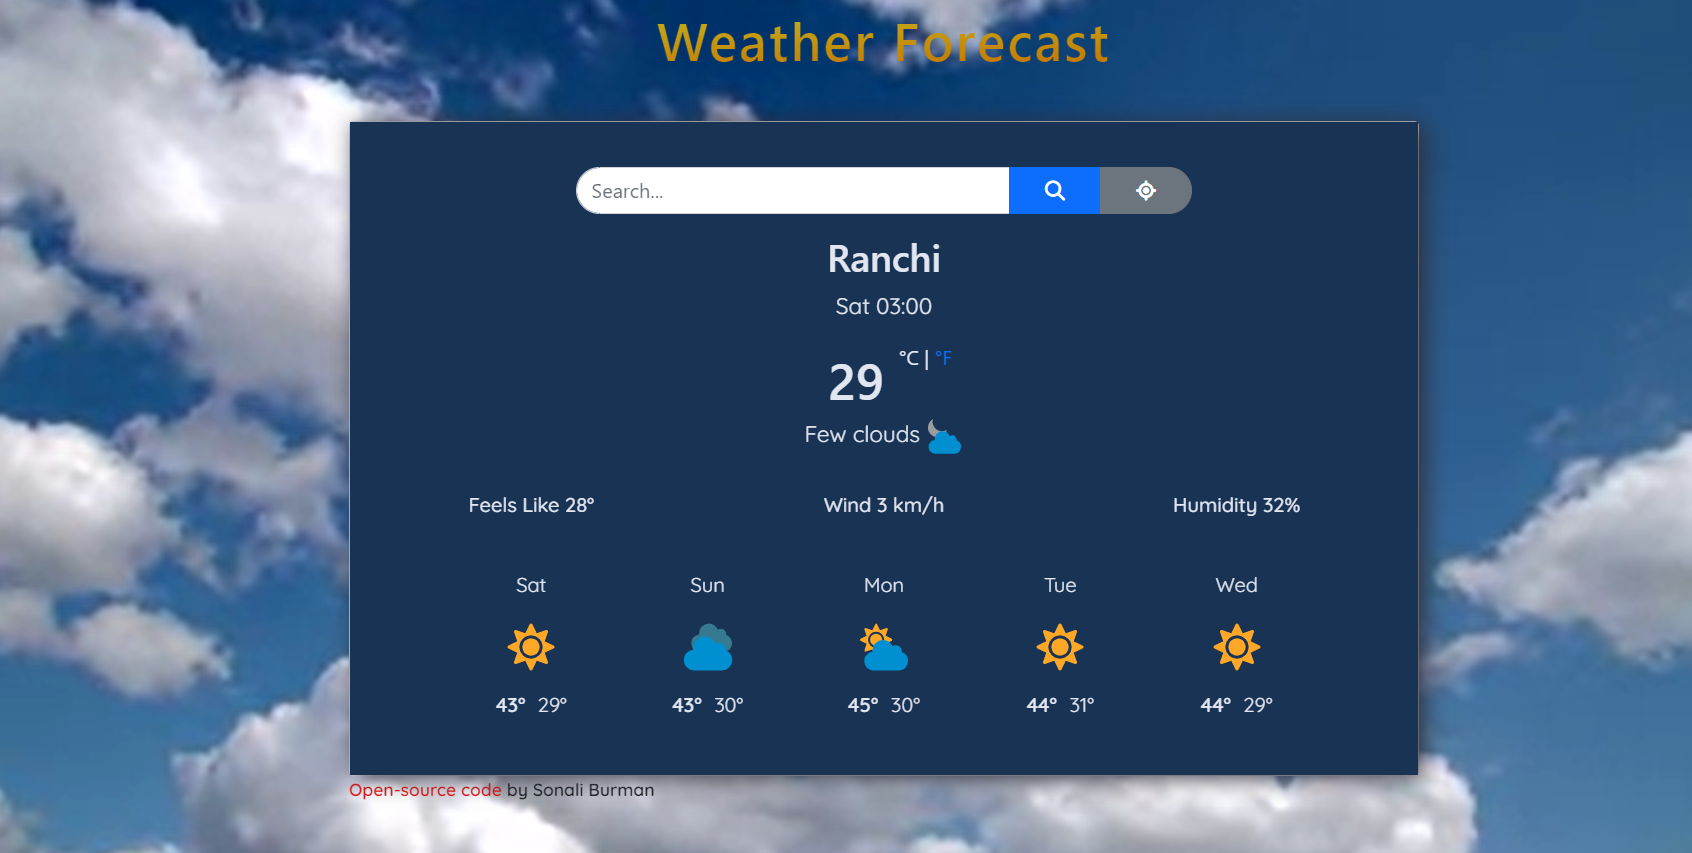 Weather Forecast
Search...
Ranchi
Sat 03:00
29 °C | °F
Few clouds
Feels Like 28° Wind 3 km/h Humidity 32%
Sat Sun Mon Tue Wed
43° 29° 43° 30° 45° 30° 44° 31° 44° 29°
Open-source code by Sonali Burman